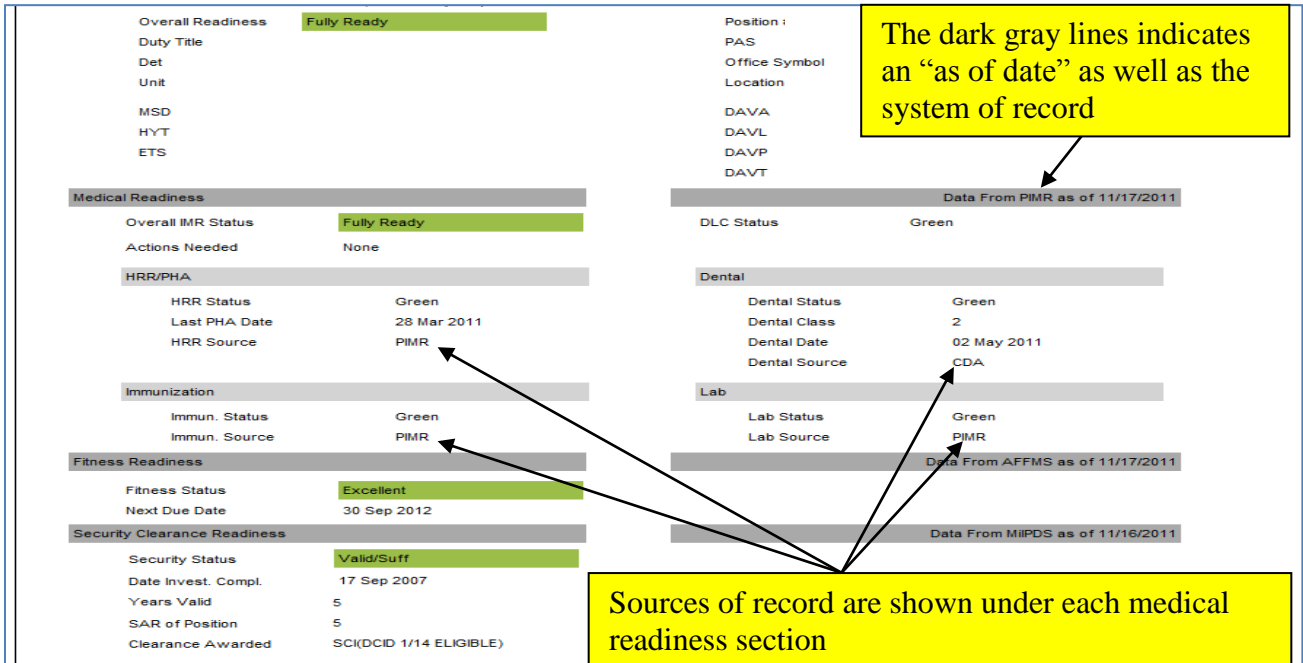 Overall Readiness Fully Ready Position
Duty Title PAS
Det Office Symbol
Unit Location
MSD DAVA
HYT DAVL
ETS DAVP
DAVT
The dark gray lines indicates
an “as of date” as well as the
system of record
Medical Readiness Data From PIMR as of 11/17/2011
Overall IMR Status Fully Ready DLC Status Green
Actions Needed None
HRR/PHA Dental
HRR Status Green Dental Status Green
Last PHA Date 28 Mar 2011 Dental Class 2
HRR Source PIMR Dental Date 02 May 2011
Dental Source CDA
Immunization Lab
Immun. Status Green Lab Status Green
Immun. Source PIMR Lab Source PIMR
Fitness Readiness Data From AFFMS as of 11/17/2011
Fitness Status Excellent
Next Due Date 30 Sep 2012
Security Clearance Readiness Data From MilPDS as of 11/16/2011
Security Status Valid/Suff
Date Invest. Compl. 17 Sep 2007
Years Valid 5
SAR of Position 5
Clearance Awarded SCI(DCID 1/14 ELIGIBLE)
Sources of record are shown under each medical
readiness section